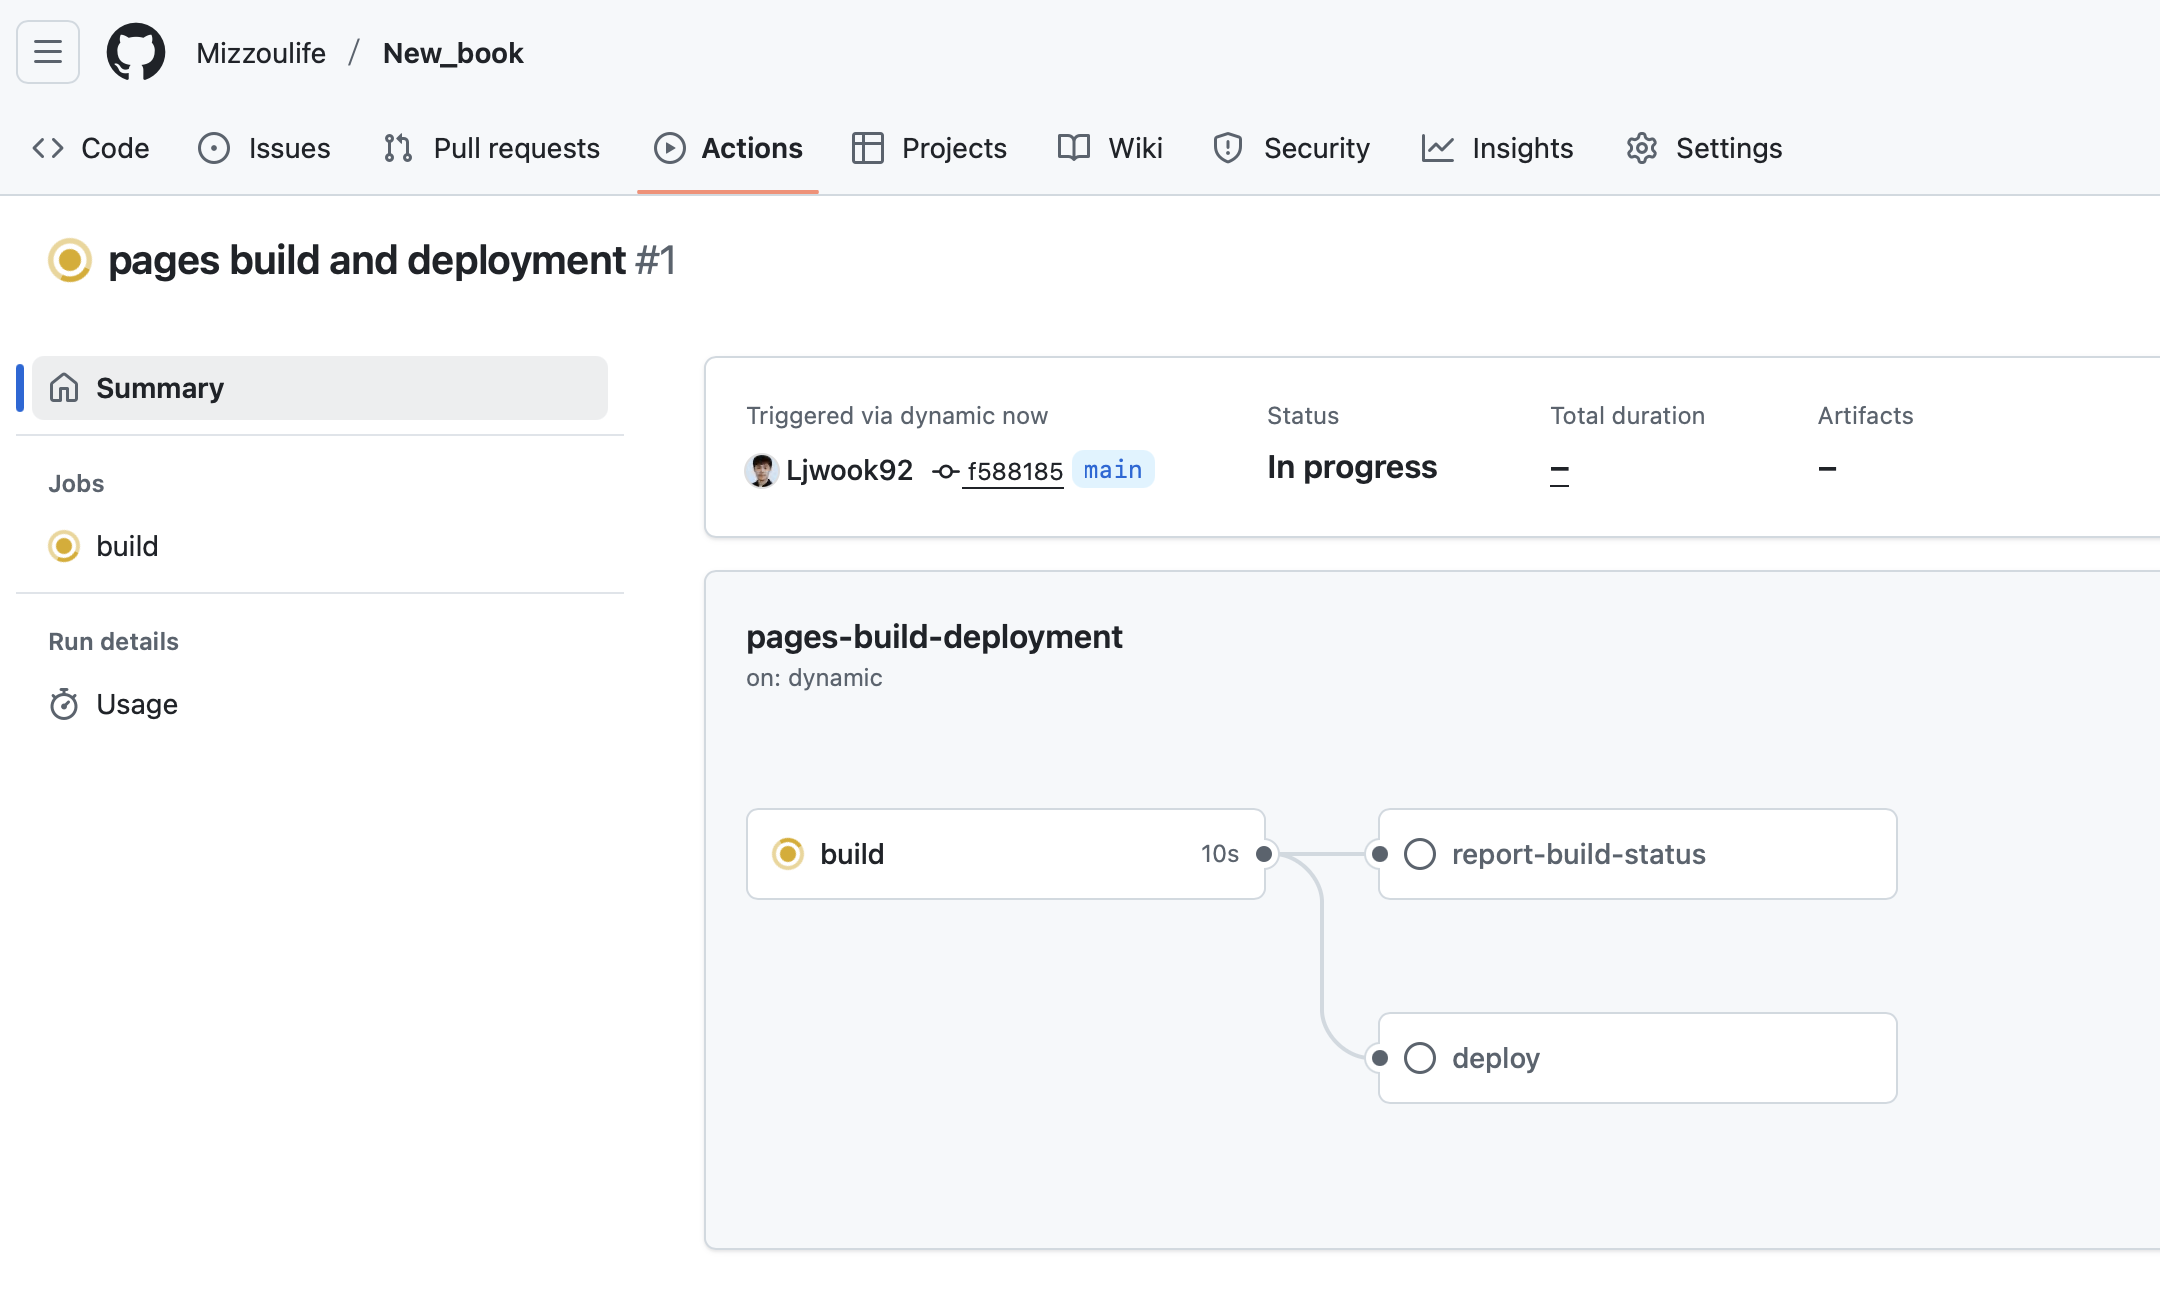 Mizzoulife / New_book
Code Issues Pull requests Actions Projects Wiki Security Insights Settings
pages build and deployment #1
Summary
Jobs
build
Run details
Usage
Triggered via dynamic now
Ljwook92 f588185 main
Status
In progress
Total duration
–
Artifacts
–
pages-build-deployment
on: dynamic
build 10s
report-build-status
deploy